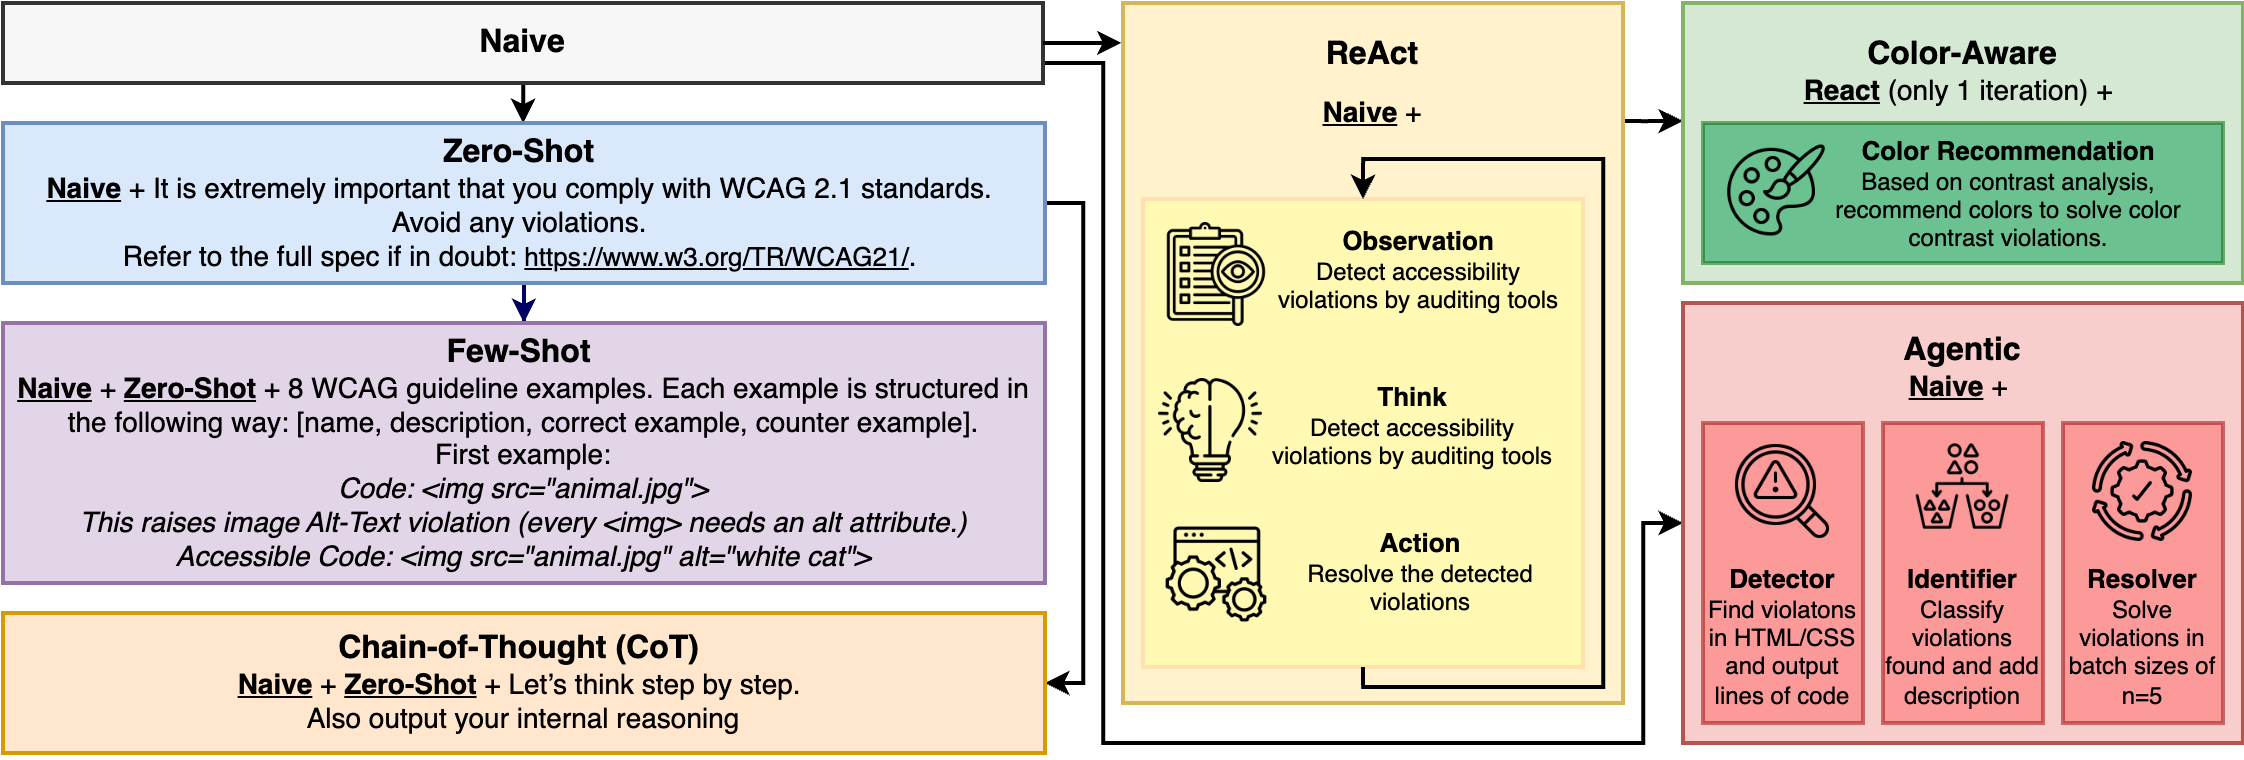 Naive
Zero-Shot
Naive + It is extremely important that you comply with WCAG 2.1 standards.
Avoid any violations.
Refer to the full spec if in doubt: https://www.w3.org/TR/WCAG21/.
Few-Shot
Naive + Zero-Shot + 8 WCAG guideline examples. Each example is structured in
the following way: [name, description, correct example, counter example].
First example:
Code: <img src="animal.jpg">
This raises image Alt-Text violation (every <img> needs an alt attribute.)
Accessible Code: <img src="animal.jpg" alt="white cat">
Chain-of-Thought (CoT)
Naive + Zero-Shot + Let's think step by step.
Also output your internal reasoning
ReAct
Naive +
Observation
Detect accessibility
violations by auditing tools
Think
Detect accessibility
violations by auditing tools
</>
Action
Resolve the detected
violations
Color-Aware
React (only 1 iteration) +
Color Recommendation
Based on contrast analysis,
recommend colors to solve color
contrast violations.
Agentic
Naive +
Detector
Find violatons
in HTML/CSS
and output
lines of code
Identifier
Classify
violations
found and add
description
Resolver
Solve
violations in
batch sizes of
n=5